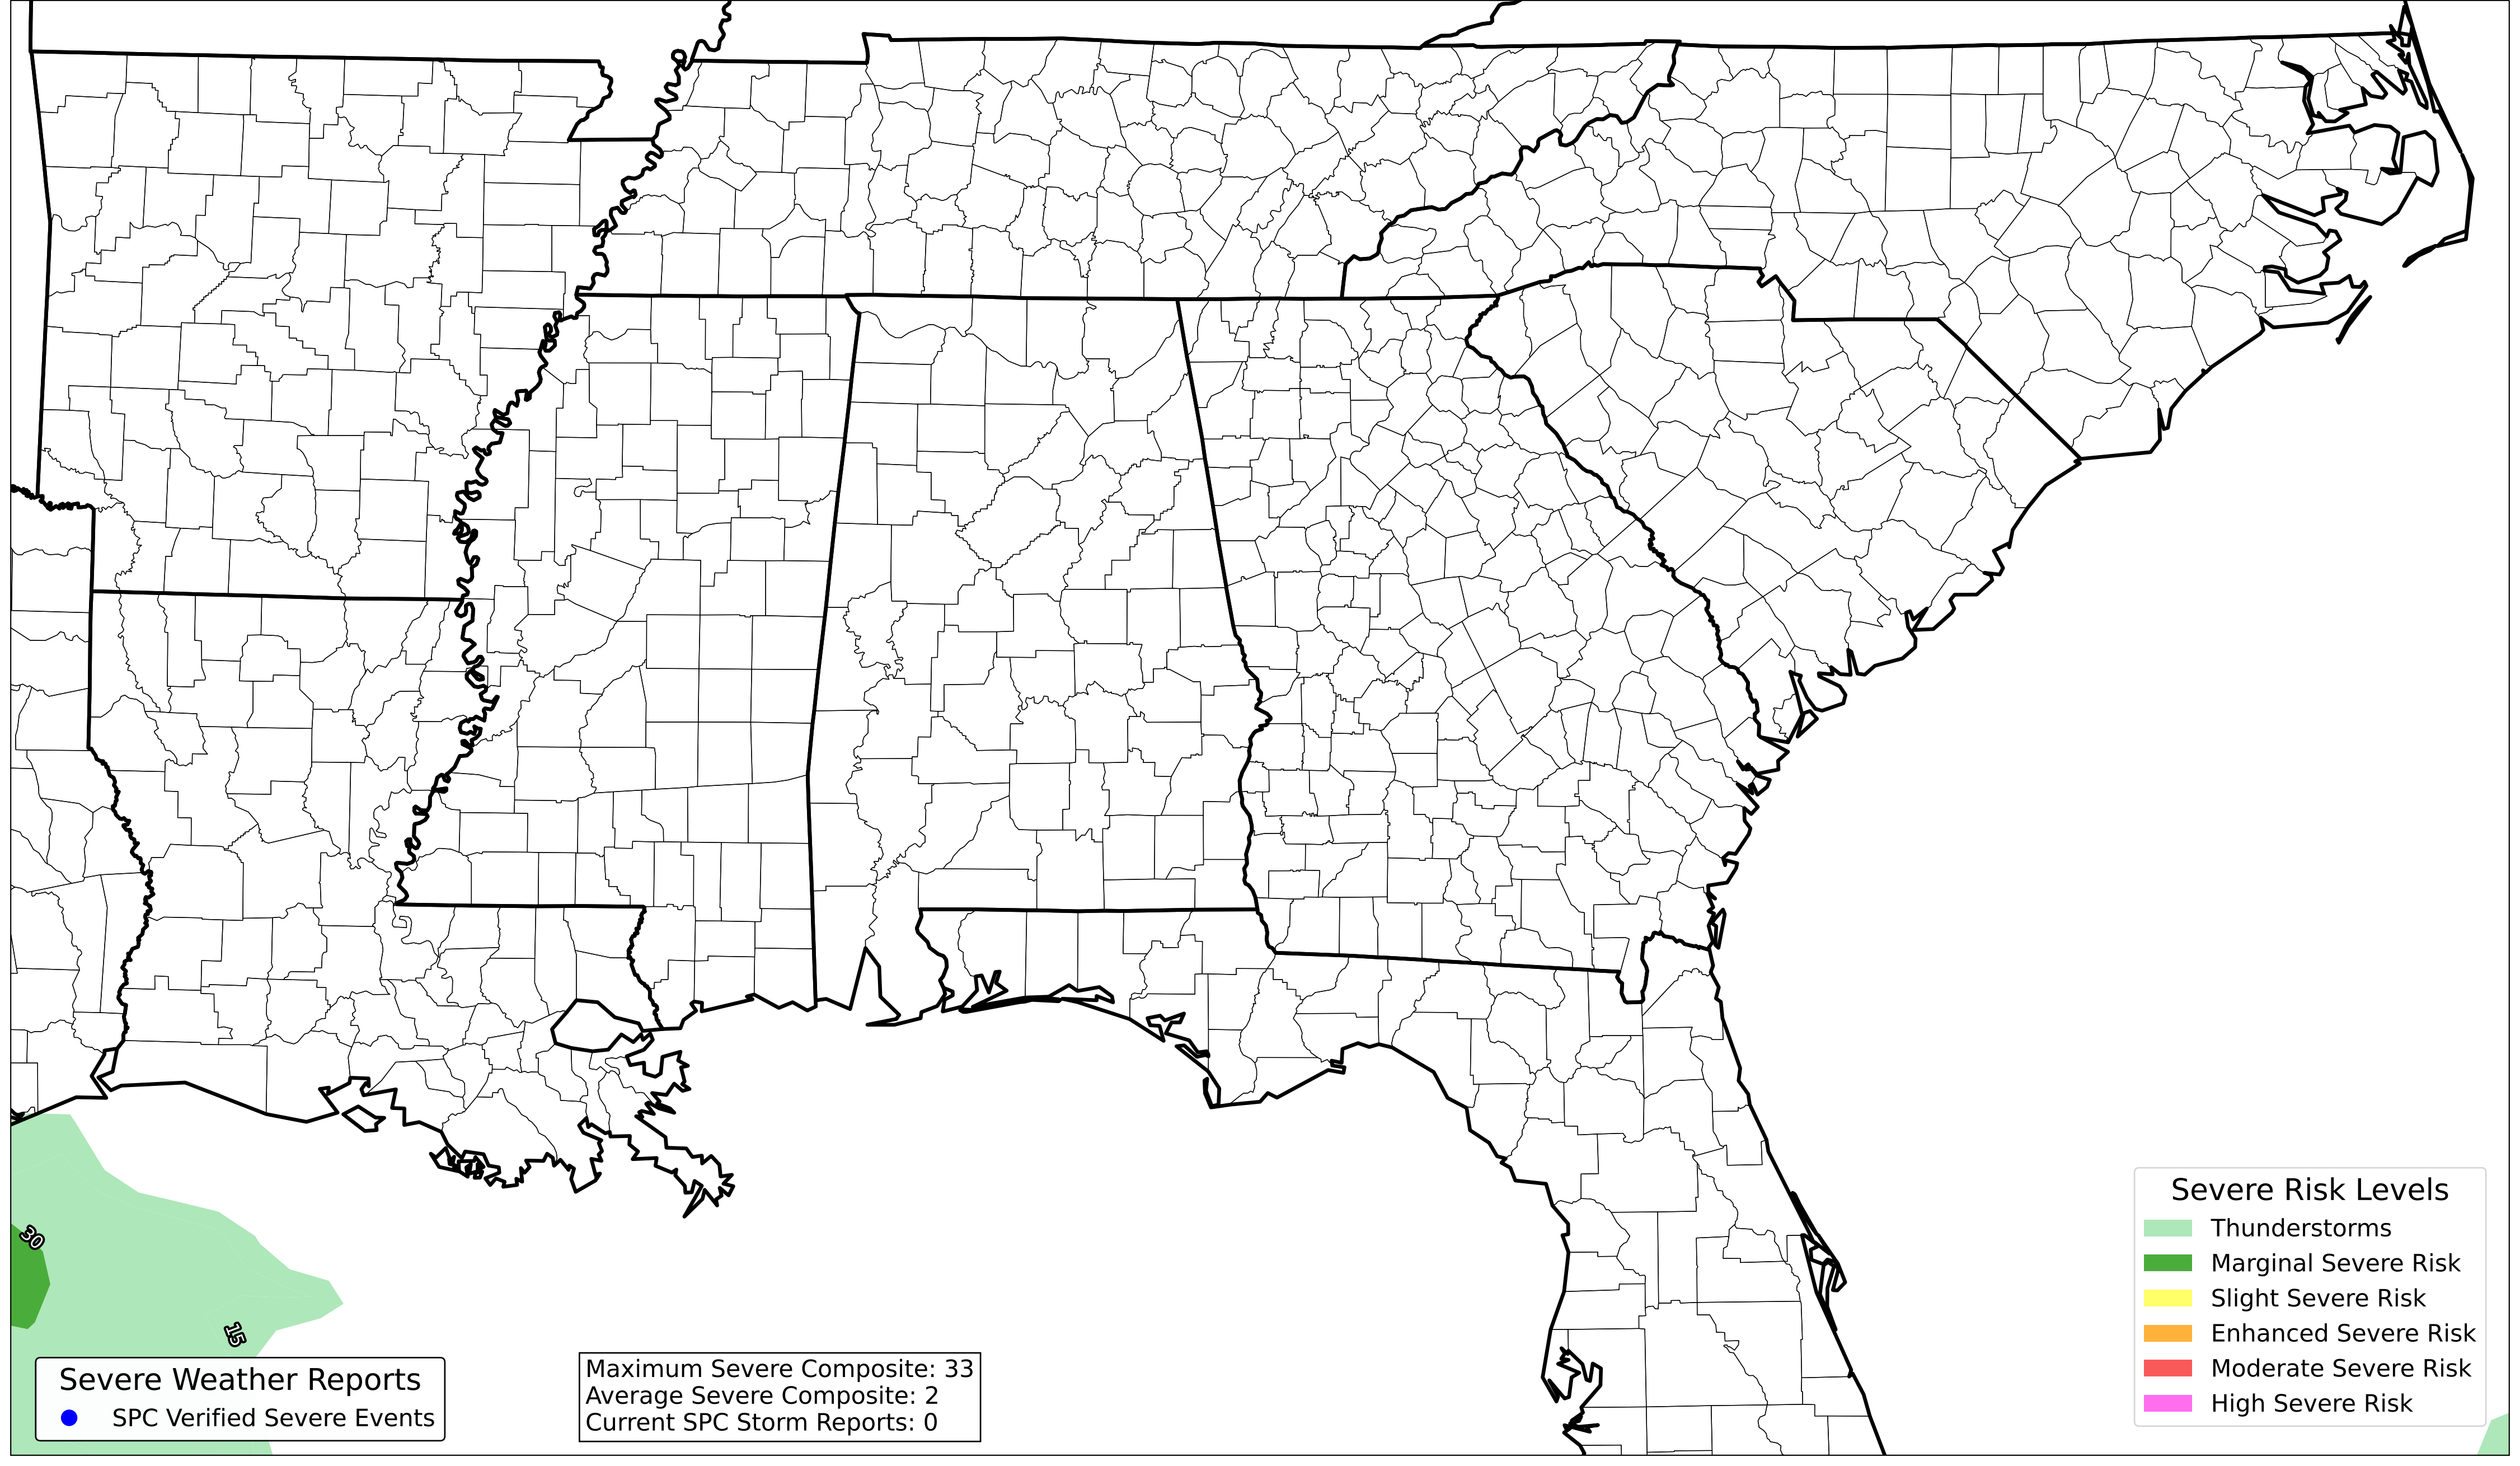 30
15
Severe Weather Reports
SPC Verified Severe Events
Maximum Severe Composite: 33
Average Severe Composite: 2
Current SPC Storm Reports: 0
Severe Risk Levels
Thunderstorms
Marginal Severe Risk
Slight Severe Risk
Enhanced Severe Risk
Moderate Severe Risk
High Severe Risk